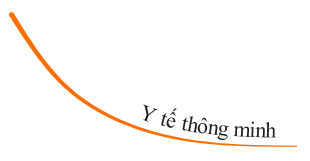 Y tế thông minh